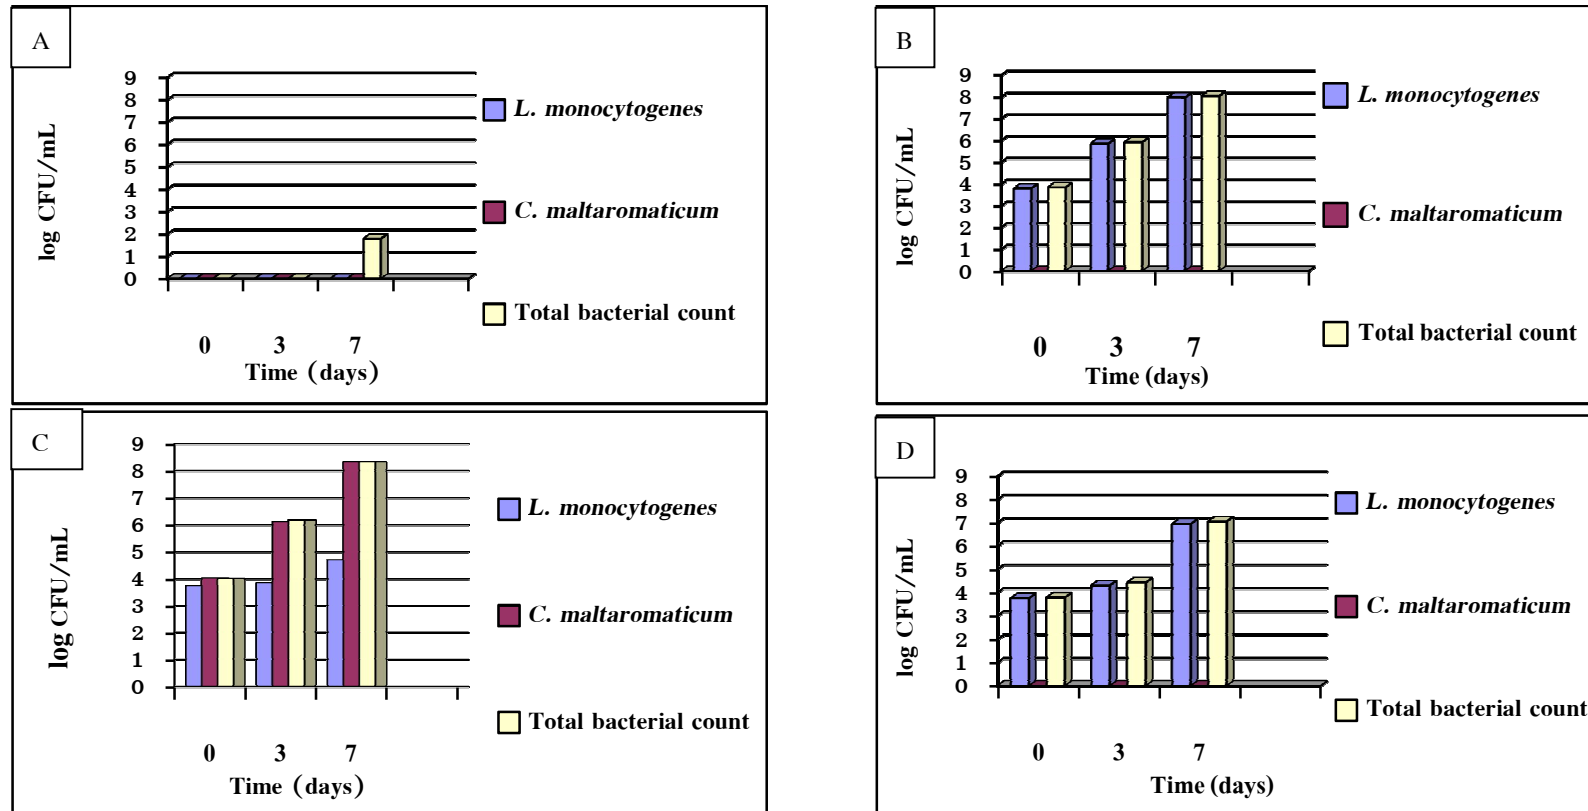 A
9
8
7
6
5
4
3
2
1
0
log CFU/mL
L. monocytogenes
C. maltaromaticum
Total bacterial count
0 3 7
Time (days)
B
9
8
7
6
5
4
3
2
1
0
log CFU/mL
L. monocytogenes
C. maltaromaticum
Total bacterial count
0 3 7
Time (days)
C
9
8
7
6
5
4
3
2
1
0
log CFU/mL
L. monocytogenes
C. maltaromaticum
Total bacterial count
0 3 7
Time (days)
D
9
8
7
6
5
4
3
2
1
0
log CFU/mL
L. monocytogenes
C. maltaromaticum
Total bacterial count
0 3 7
Time (days)